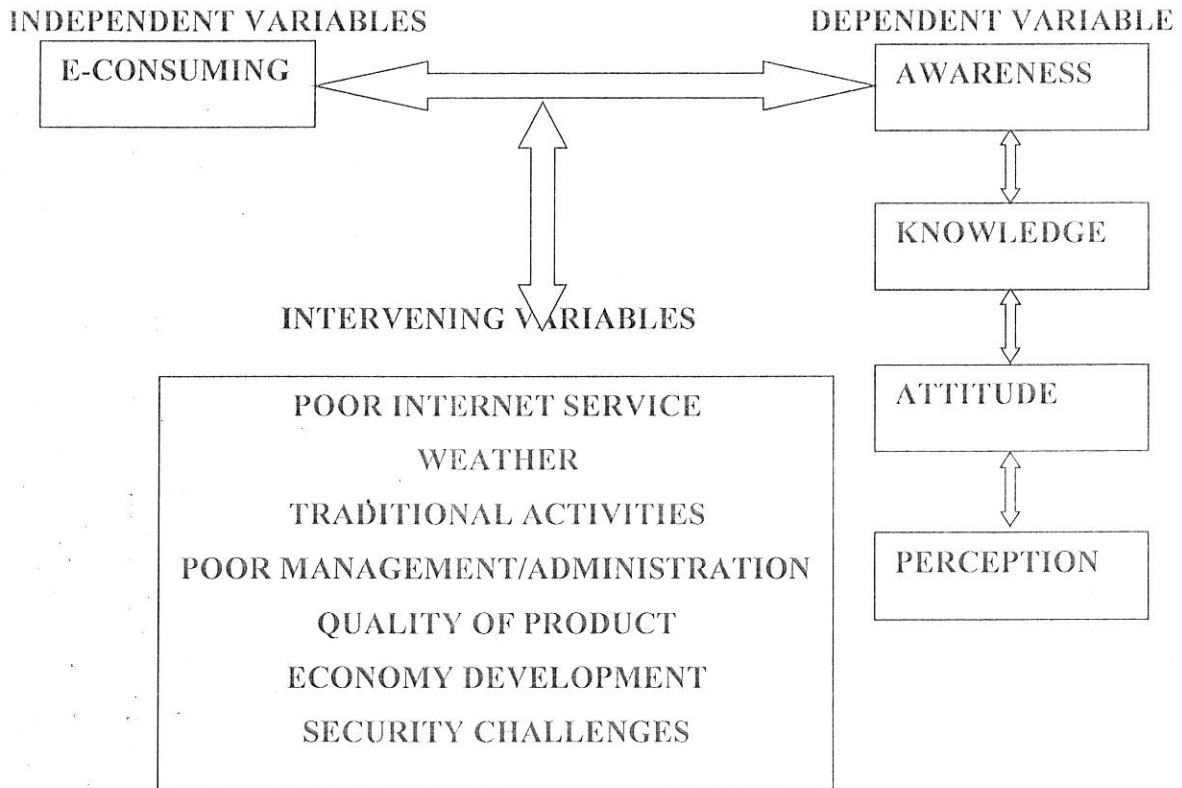 INDEPENDENT VARIABLES
DEPENDENT VARIABLE
E-CONSUMING
AWARENESS
KNOWLEDGE
INTERVENING VARIABLES
ATTITUDE
POOR INTERNET SERVICE
WEATHER
TRADITIONAL ACTIVITIES
POOR MANAGEMENT/ADMINISTRATION
PERCEPTION
QUALITY OF PRODUCT
ECONOMY DEVELOPMENT
SECURITY CHALLENGES